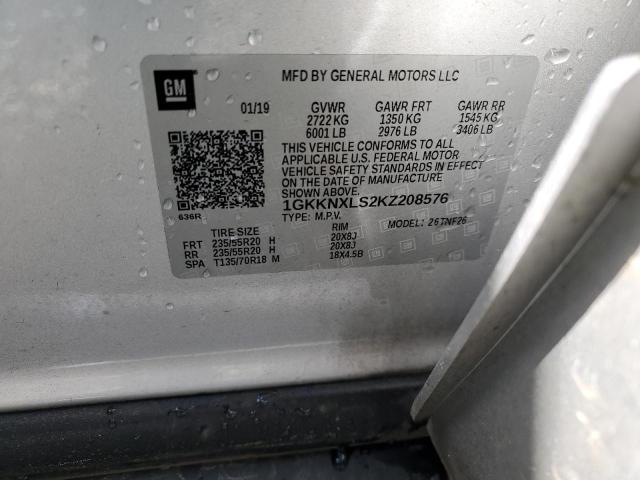 GM
MFD BY GENERAL MOTORS LLC
01/19 GVWR GAWR FRT GAWR RR
2722 KG 1350 KG 1545 KG
6001 LB 2976 LB 3406 LB
THIS VEHICLE CONFORMS TO ALL
APPLICABLE U.S. FEDERAL MOTOR
VEHICLE SAFETY STANDARDS IN EFFECT
ON THE DATE OF MANUFACTURE
SHOWN ABOVE.
1GKKNXLS2KZ208576
636R TYPE: M.P.V. MODEL: 26TNF26
TIRE SIZE RIM
FRT 235/55R20 H 20X8J
RR 235/55R20 H 20X8J
SPA T135/70R18 M 18X4.5B